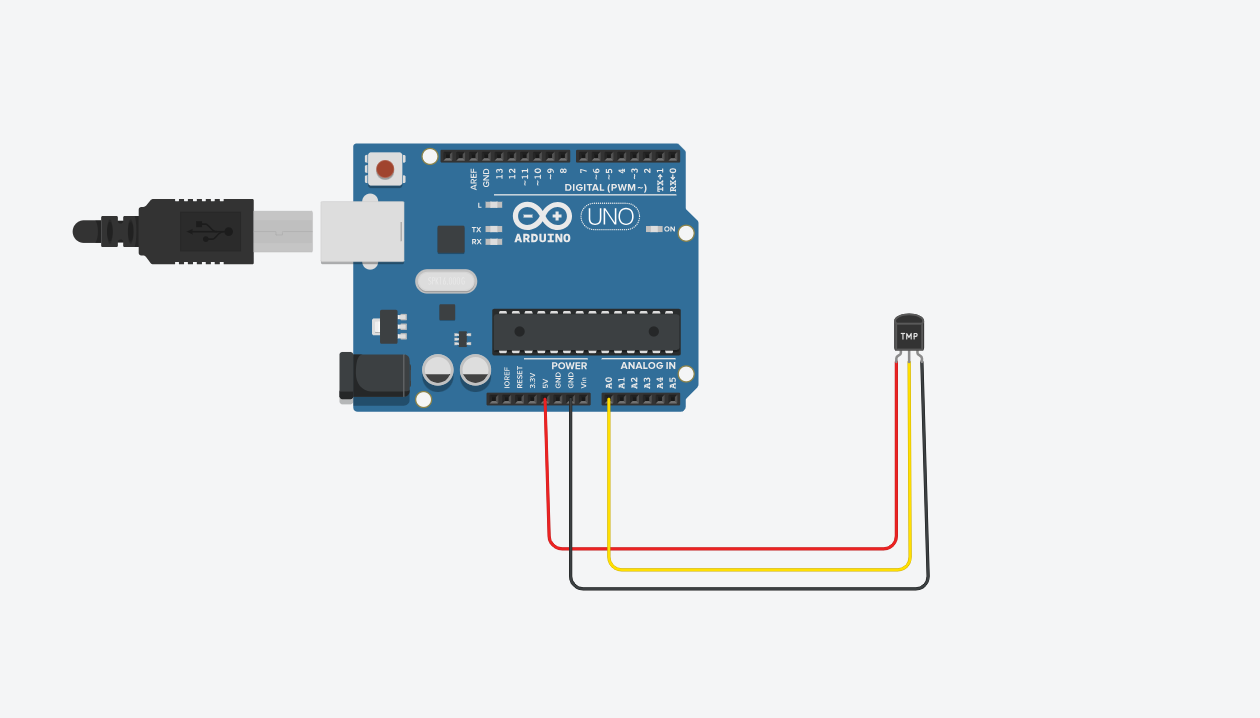 AREF
GND
13
12
~11
~10
~9
8
7
~6
~5
4
~3
2
TX→1
RX←0
DIGITAL (PWM~)
L
TX
RX
UNO
ARDUINO
ON
TMP
POWER
ANALOG IN
IOREF
RESET
3.3V
5V
GND
GND
Vin
A0
A1
A2
A3
A4
A5